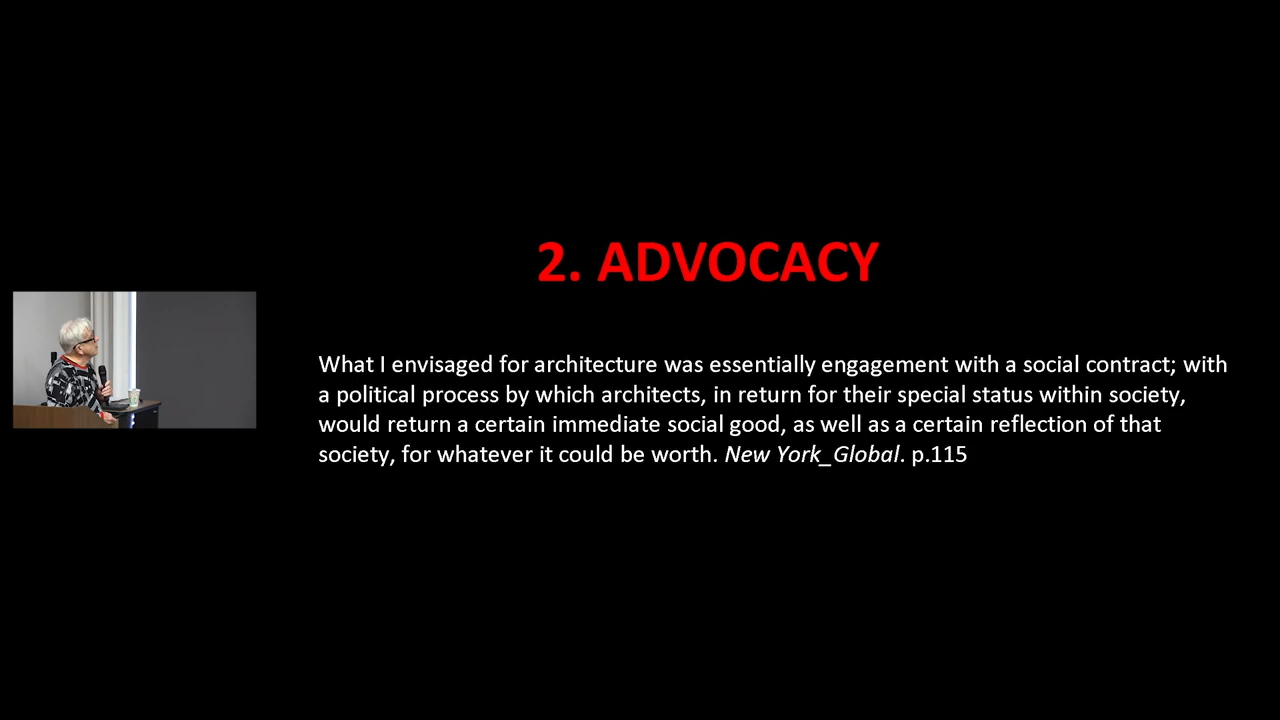 2. ADVOCACY
What I envisaged for architecture was essentially engagement with a social contract; with
a political process by which architects, in return for their special status within society,
would return a certain immediate social good, as well as a certain reflection of that
society, for whatever it could be worth. New York_Global. p.115